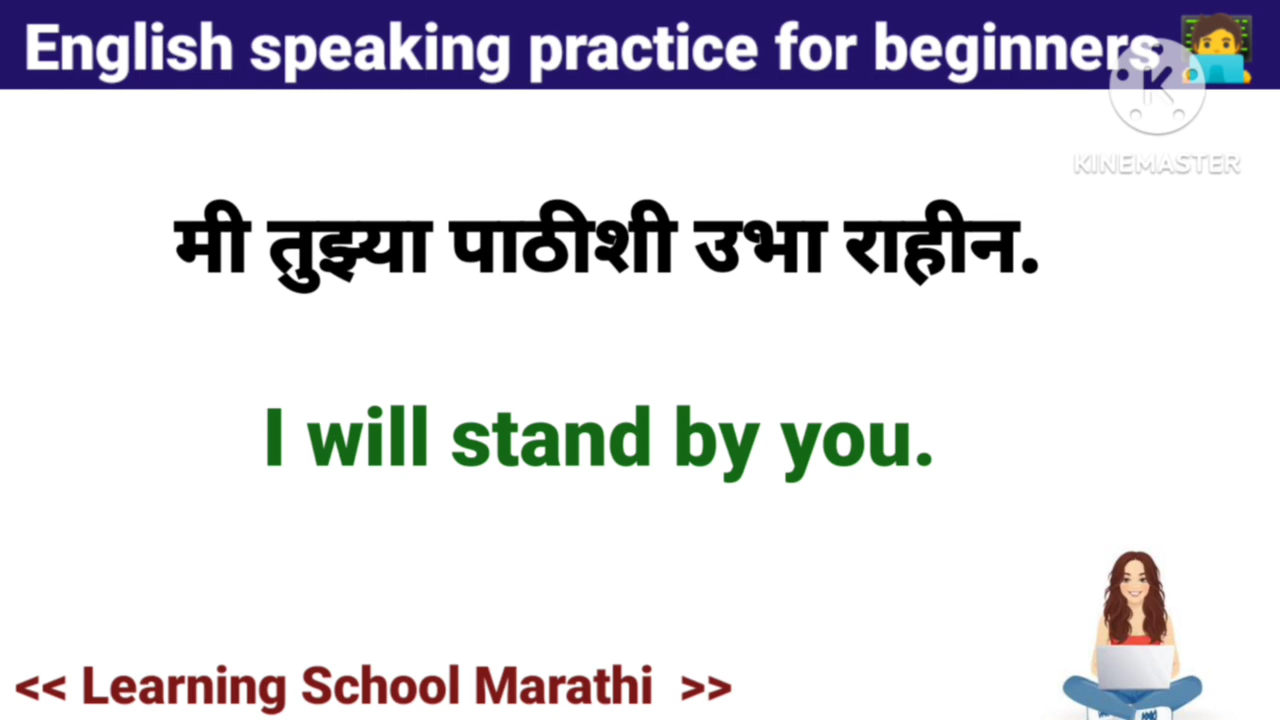 English speaking practice for beginners
KINEMASTER
मी तुझ्या पाठीशी उभा राहीन.
I will stand by you.
<< Learning School Marathi >>